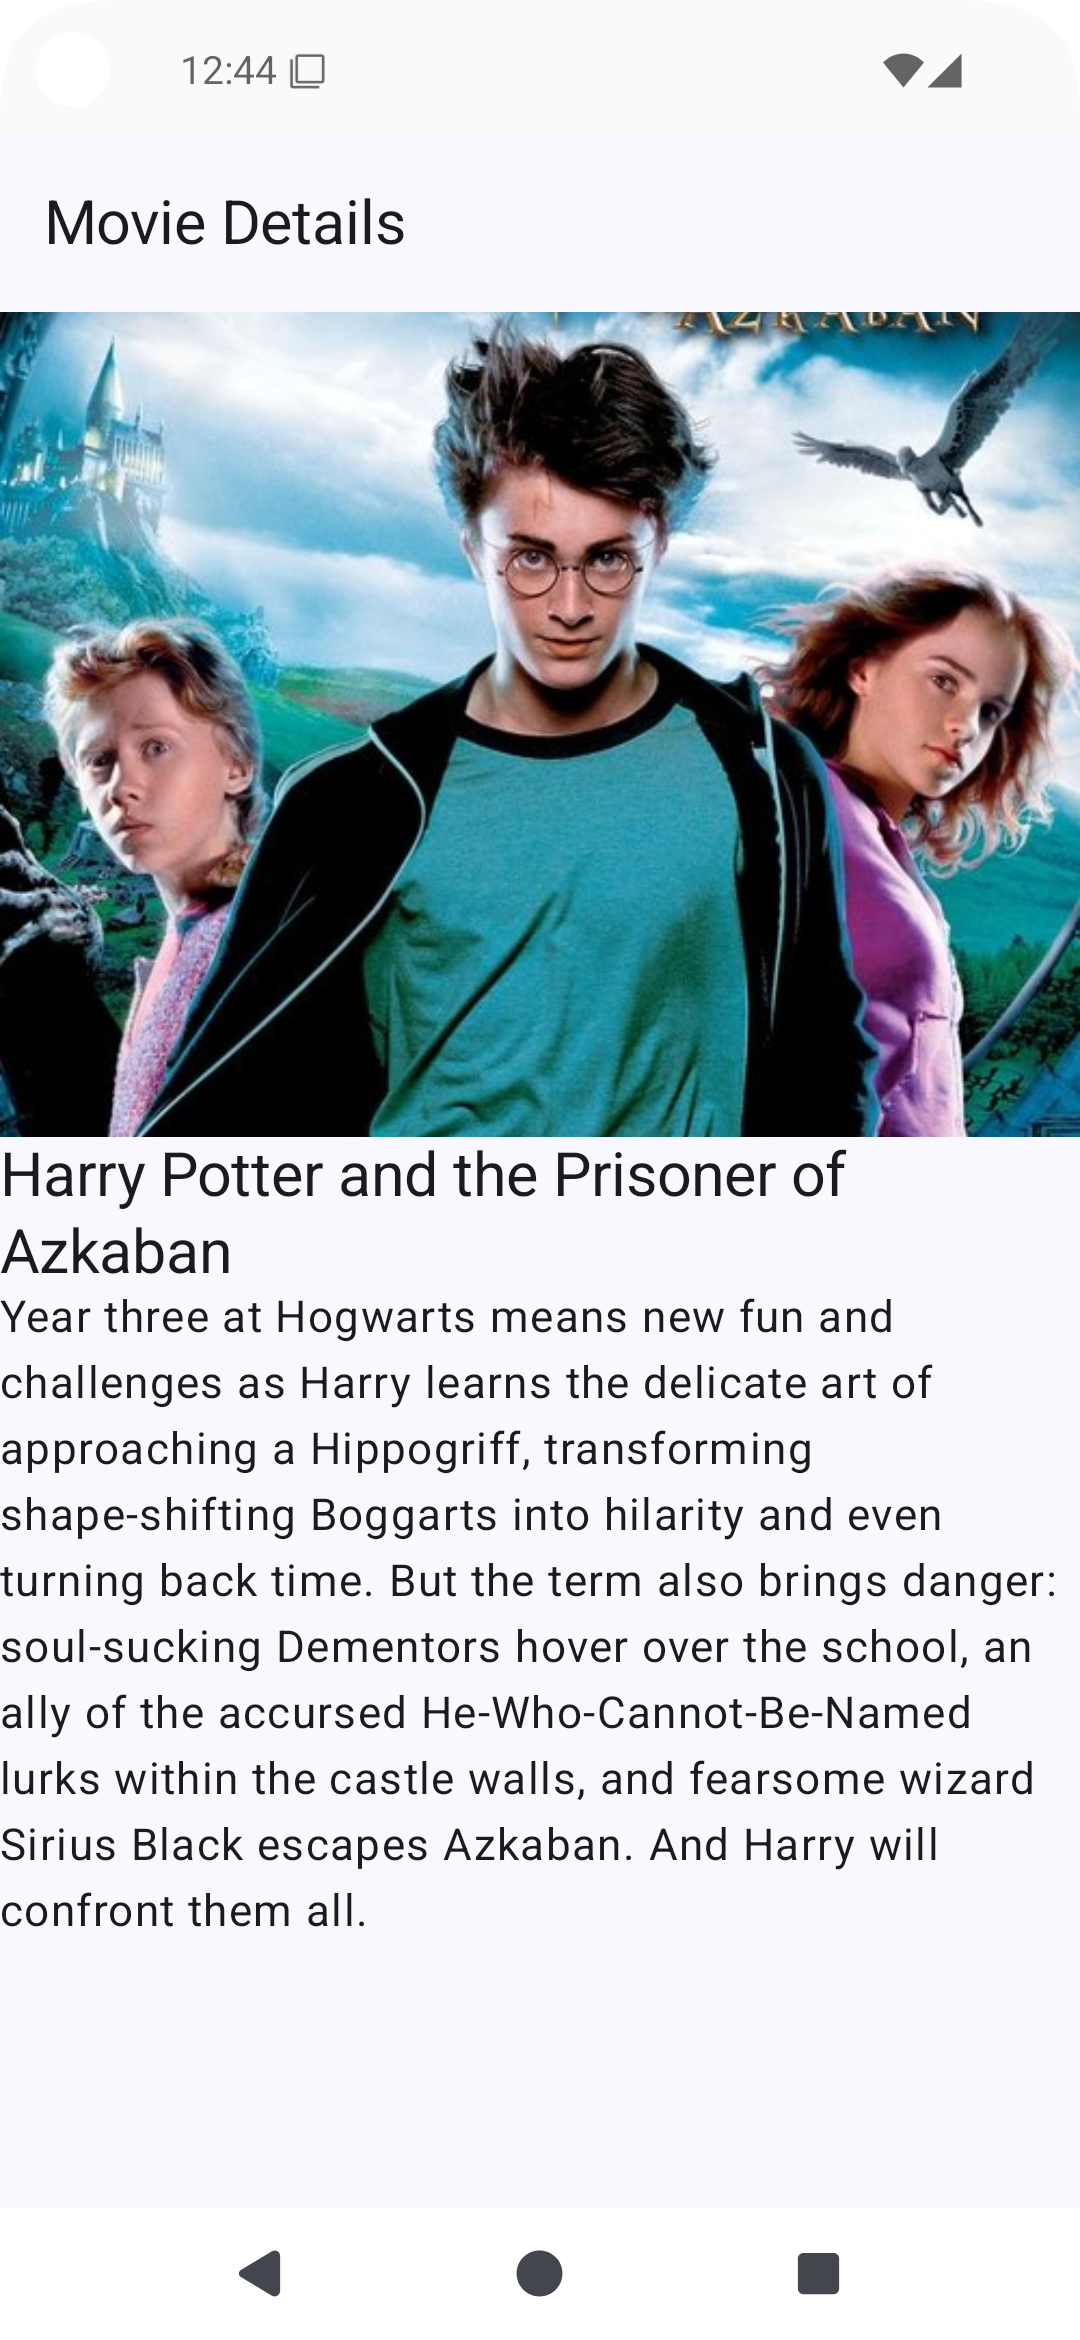 12:44
Movie Details
AZKABAN
Harry Potter and the Prisoner of
Azkaban
Year three at Hogwarts means new fun and
challenges as Harry learns the delicate art of
approaching a Hippogriff, transforming
shape-shifting Boggarts into hilarity and even
turning back time. But the term also brings danger:
soul-sucking Dementors hover over the school, an
ally of the accursed He-Who-Cannot-Be-Named
lurks within the castle walls, and fearsome wizard
Sirius Black escapes Azkaban. And Harry will
confront them all.